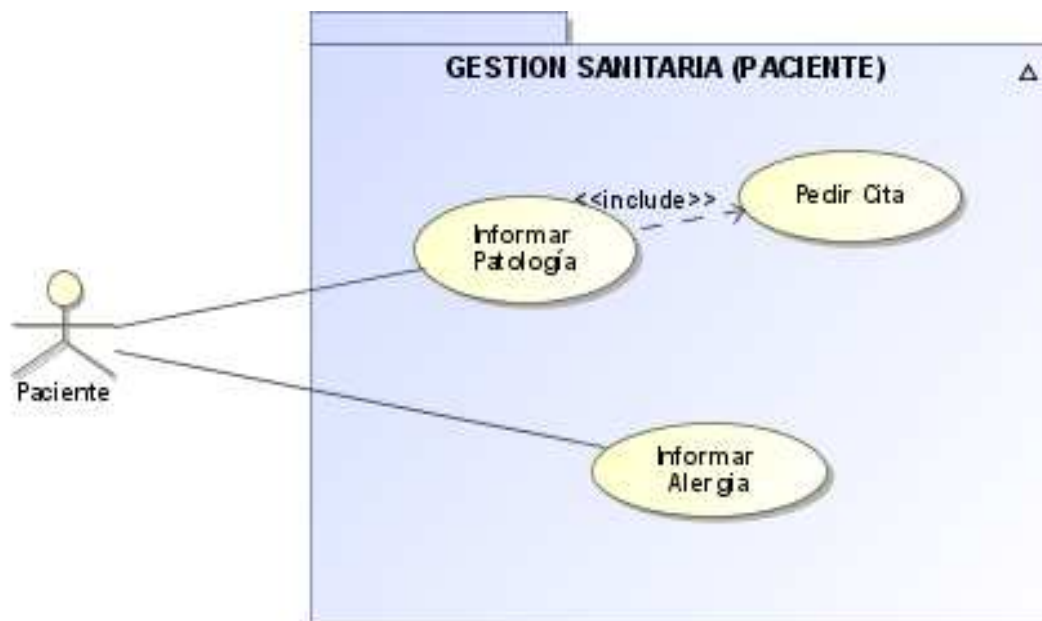 GESTION SANITARIA (PACIENTE)
<<include>>
Pedir Cita
Informar
Patología
Paciente
Informar
Alergia